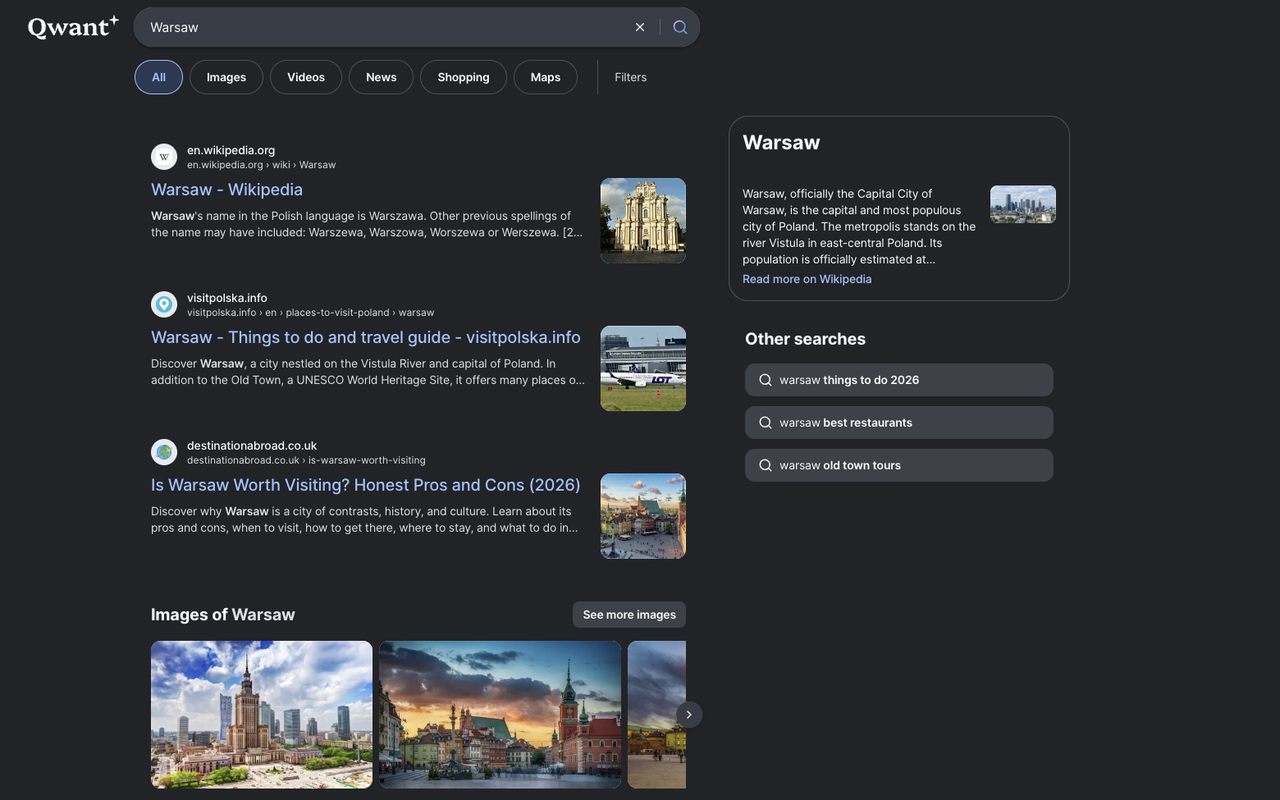 Qwant
Warsaw
All
Images
Videos
News
Shopping
Maps
Filters
W
en.wikipedia.org
en.wikipedia.org › wiki › Warsaw
Warsaw - Wikipedia
Warsaw's name in the Polish language is Warszawa. Other previous spellings of
the name may have included: Warszewa, Warszowa, Worszewa or Werszewa. [2...
visitpolska.info
visitpolska.info › en › places-to-visit-poland › warsaw
Warsaw - Things to do and travel guide - visitpolska.info
Discover Warsaw, a city nestled on the Vistula River and capital of Poland. In
addition to the Old Town, a UNESCO World Heritage Site, it offers many places o...
LOT
destinationabroad.co.uk
destinationabroad.co.uk › is-warsaw-worth-visiting
Is Warsaw Worth Visiting? Honest Pros and Cons (2026)
Discover why Warsaw is a city of contrasts, history, and culture. Learn about its
pros and cons, when to visit, how to get there, where to stay, and what to do in...
Images of Warsaw
See more images
Warsaw
Warsaw, officially the Capital City of
Warsaw, is the capital and most populous
city of Poland. The metropolis stands on the
river Vistula in east-central Poland. Its
population is officially estimated at...
Read more on Wikipedia
Other searches
warsaw things to do 2026
warsaw best restaurants
warsaw old town tours